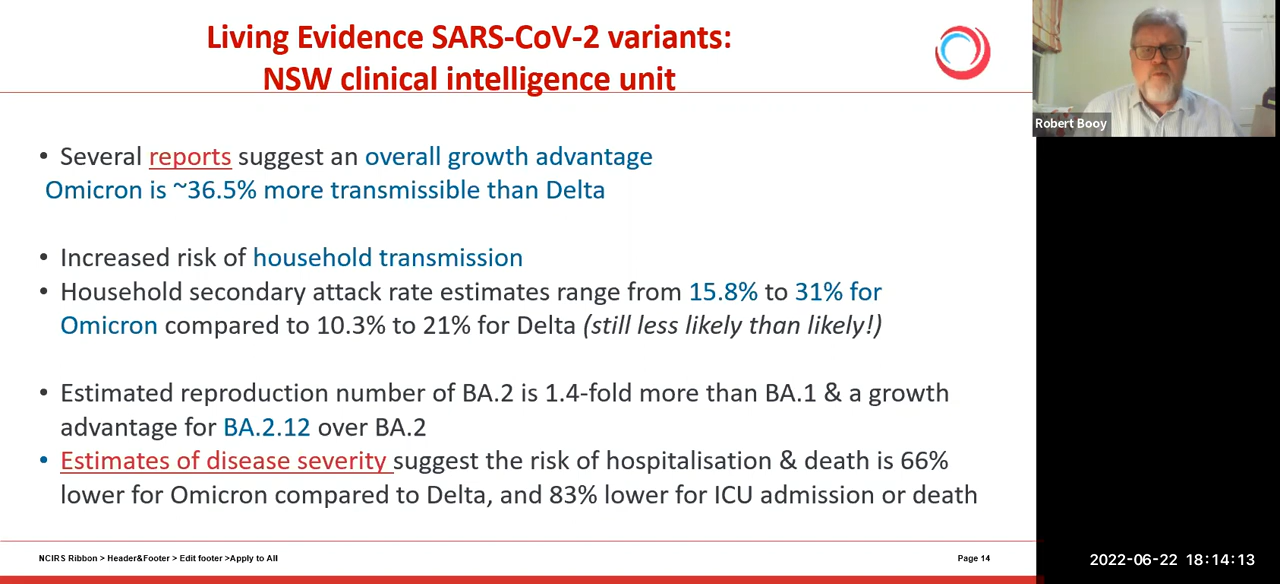 Living Evidence SARS-CoV-2 variants:
NSW clinical intelligence unit
Robert Booy
• Several reports suggest an overall growth advantage
Omicron is ~36.5% more transmissible than Delta
• Increased risk of household transmission
• Household secondary attack rate estimates range from 15.8% to 31% for
Omicron compared to 10.3% to 21% for Delta (still less likely than likely!)
• Estimated reproduction number of BA.2 is 1.4-fold more than BA.1 & a growth
advantage for BA.2.12 over BA.2
• Estimates of disease severity suggest the risk of hospitalisation & death is 66%
lower for Omicron compared to Delta, and 83% lower for ICU admission or death
NCIRS Ribbon > Header&Footer > Edit footer >Apply to All
Page 14
2022-06-22 18:14:13